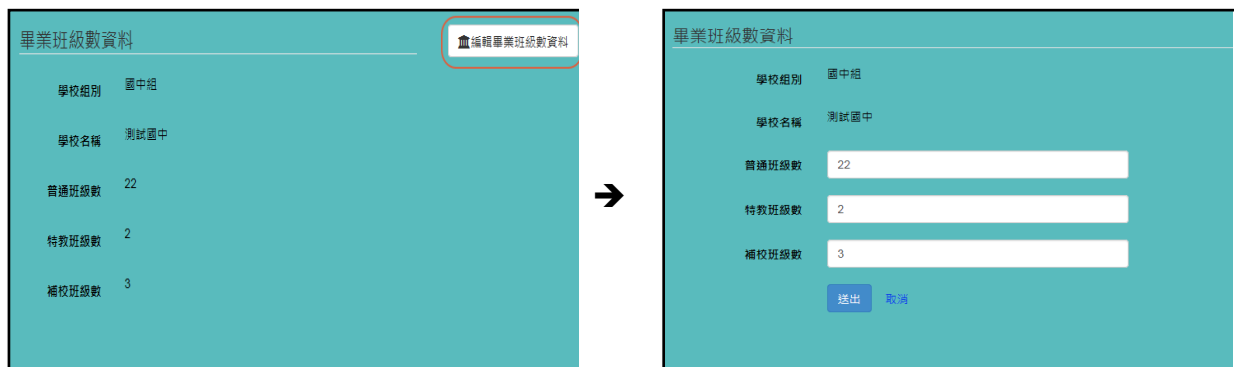 畢業班級數資料
編輯畢業班級數資料
學校組別 國中組
學校名稱 測試國中
普通班級數 22
特教班級數 2
補校班級數 3
畢業班級數資料
學校組別 國中組
學校名稱 測試國中
普通班級數 22
特教班級數 2
補校班級數 3
送出 取消